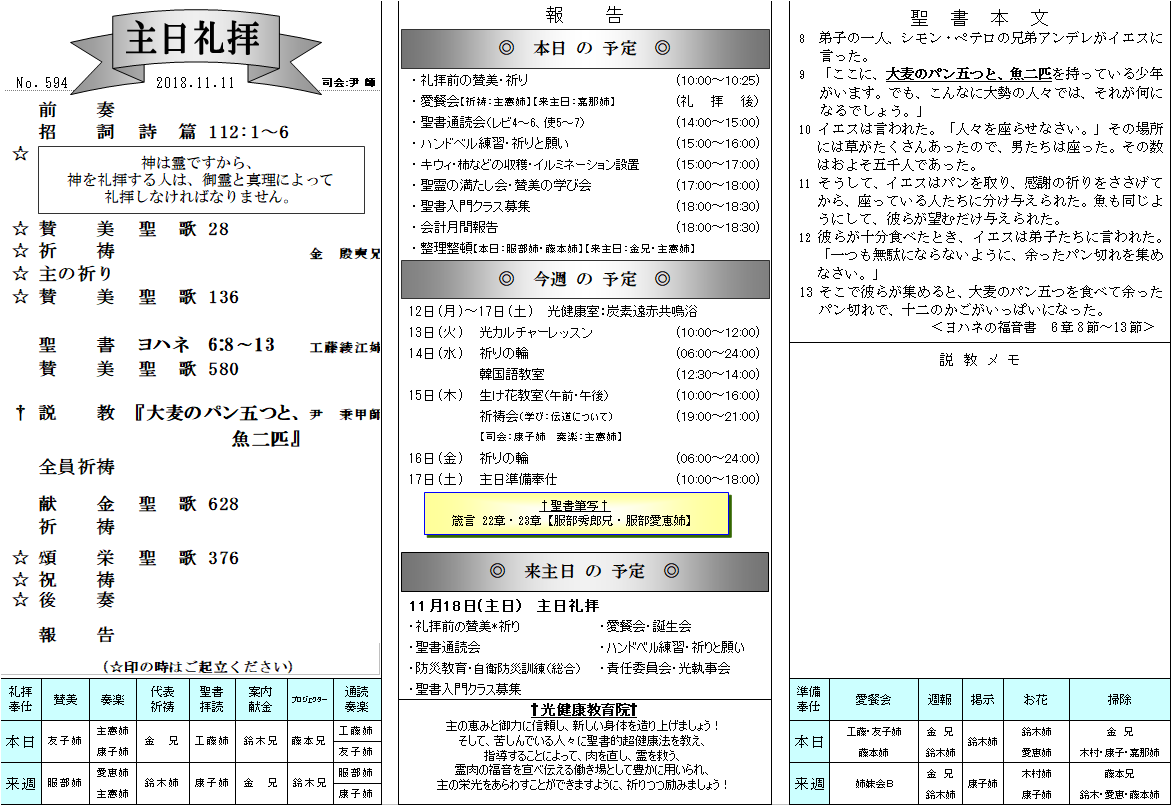 主日礼拝
No. 594　2018.11.11　司会:尹 師
前　奏
招　詞　詩　篇　112:1～6
☆
神は霊ですから、
神を礼拝する人は、御霊と真理によって
礼拝しなければなりません。
☆ 賛　美　聖　歌　28
☆ 祈　祷　金　殷奭兄
☆ 主の祈り
☆ 賛　美　聖　歌　136
聖　書　ヨハネ　6:8～13　工藤綾江姉
賛　美　聖　歌　580
† 説　教　『大麦のパン五つと、 尹　秉甲師
魚二匹』
全員祈祷
献　金　聖　歌　628
祈　祷
☆ 頌　栄　聖　歌　376
☆ 祝　祷
☆ 後　奏
報　告
(☆印の時はご起立ください)
礼拝奉仕　賛美　奏楽　代表祈祷　聖書拝読　案内献金　プロジェクター　通読奏楽
本日　友子姉　主憲姉 康子姉　金　兄　工藤姉　鈴木兄　藤本兄　工藤姉 友子姉
来週　服部姉　愛恵姉 主憲姉　鈴木姉　康子姉　金　兄　鈴木兄　服部姉 康子姉
報　告
◎　本日 の 予定　◎
・礼拝前の賛美・祈り　(10:00～10:25)
・愛餐会【祈祷：主憲姉】【来主日：嘉那姉】　(礼　拝　後)
・聖書通読会(レビ4～6、使5～7)　(14:00～15:00)
・ハンドベル練習・祈りと願い　(15:00～16:00)
・キウィ・柿などの収穫・イルミネーション設置　(15:00～17:00)
・聖霊の満たし会・賛美の学び会　(17:00～18:00)
・聖書入門クラス募集　(18:00～18:30)
・会計月間報告　(18:00～18:30)
・整理整頓【本日：服部姉・藤本姉】【来主日：金兄・主憲姉】
◎　今週 の 予定　◎
12日(月)～17日(土)　光健康室：炭素遠赤共鳴浴
13日(火)　光カルチャーレッスン　(10:00～12:00)
14日(水)　祈りの輪　(06:00～24:00)
韓国語教室　(12:30～14:00)
15日(木)　生け花教室(午前・午後)　(10:00～16:00)
祈祷会(学び：伝道について)　(19:00～21:00)
【司会：康子姉　奏楽：主憲姉】
16日(金)　祈りの輪　(06:00～24:00)
17日(土)　主日準備奉仕　(10:00～18:00)
†聖書筆写†
箴言 22章・23章【服部秀郎兄・服部愛恵姉】
◎　来主日 の 予定　◎
11月18日(主日)　主日礼拝
・礼拝前の賛美*祈り　・愛餐会・誕生会
・聖書通読会　・ハンドベル練習・祈りと願い
・防災教育・自衛防災訓練(総合)　・責任委員会・光執事会
・聖書入門クラス募集
†光健康教育院†
主の恵みと御力に信頼し、新しい身体を造り上げましょう！
そして、苦しんでいる人々に聖書的超健康法を教え、
指導することによって、肉を直し、霊を救う、
霊肉の福音を宣べ伝える働き場として豊かに用いられ、
主の栄光をあらわすことができますように、祈りつつ励みましょう！
聖　書　本　文
8　弟子の一人、シモン・ペテロの兄弟アンデレがイエスに
言った。
9　「ここに、大麦のパン五つと、魚二匹を持っている少年
がいます。でも、こんなに大勢の人々では、それが何に
なるでしょう。」
10 イエスは言われた。「人々を座らせなさい。」その場所
には草がたくさんあったので、男たちは座った。その数
はおよそ五千人であった。
11 そうして、イエスはパンを取り、感謝の祈りをささげて
から、座っている人たちに分け与えられた。魚も同じよ
うにして、彼らが望むだけ与えられた。
12 彼らが十分食べたとき、イエスは弟子たちに言われた。
「一つも無駄にならないように、余ったパン切れを集め
なさい。」
13 そこで彼らが集めると、大麦のパン五つを食べて余った
パン切れで、十二のかごがいっぱいになった。
＜ヨハネの福音書　6章8節～13節＞
説 教 メ モ
準備奉仕　愛餐会　週報　掲示　お花　掃除
本日　工藤・友子姉 藤本姉　金　兄 鈴木姉　鈴木姉　鈴木姉 愛恵姉　金　兄 木村・康子・嘉那姉
来週　姉妹会B　金　兄 鈴木姉　康子姉　木村姉 康子姉　藤本兄 鈴木・愛恵・藤本姉